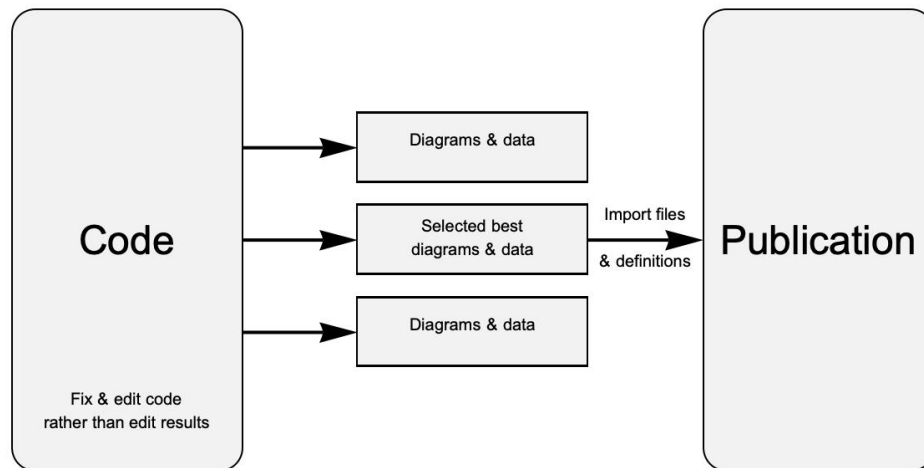 Code
Fix & edit code
rather than edit results
Diagrams & data
Selected best
diagrams & data
Diagrams & data
Import files
& definitions
Publication